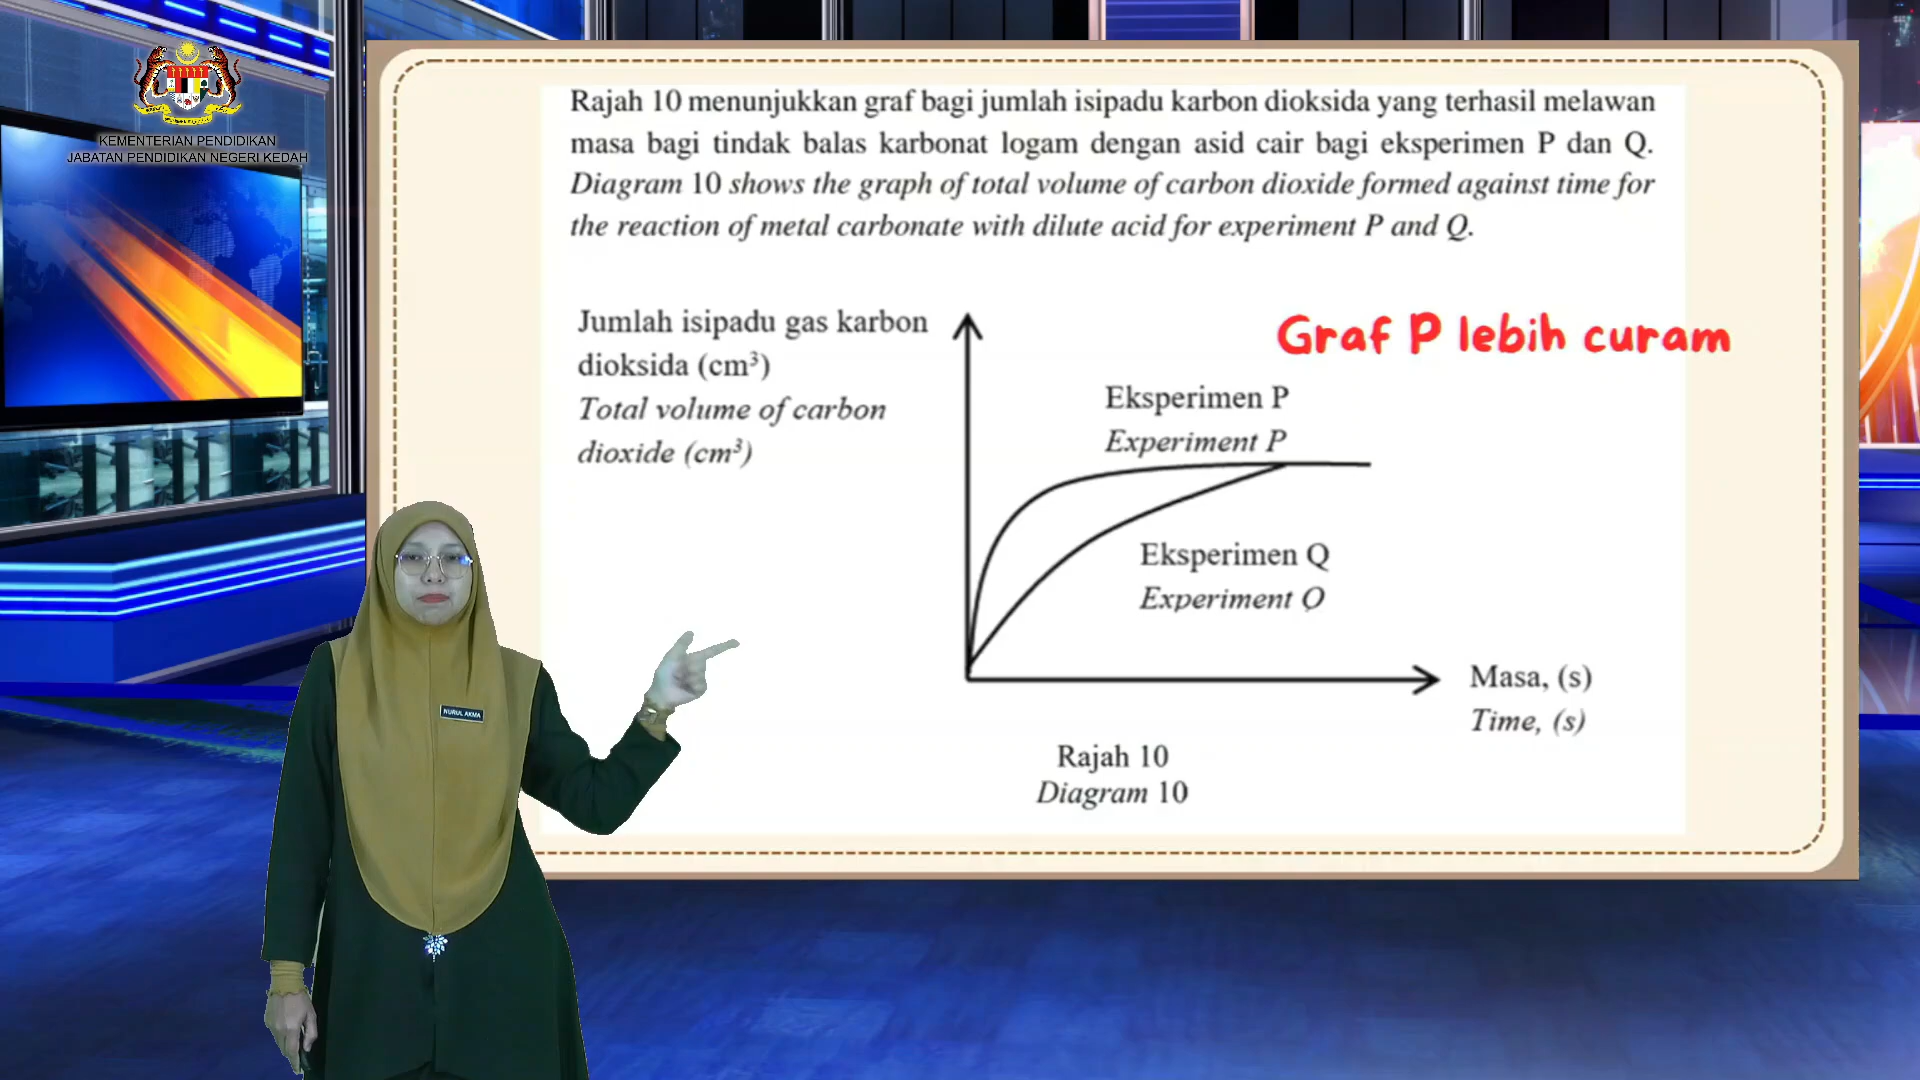 KEMENTERIAN PENDIDIKAN
JABATAN PENDIDIKAN NEGERI KEDAH
Rajah 10 menunjukkan graf bagi jumlah isipadu karbon dioksida yang terhasil melawan
masa bagi tindak balas karbonat logam dengan asid cair bagi eksperimen P dan Q.
Diagram 10 shows the graph of total volume of carbon dioxide formed against time for
the reaction of metal carbonate with dilute acid for experiment P and Q.
Jumlah isipadu gas karbon
dioksida (cm³)
Total volume of carbon
dioxide (cm³)
Graf P lebih curam
Eksperimen P
Experiment P
Eksperimen Q
Experiment Q
Masa, (s)
Time, (s)
Rajah 10
Diagram 10
NURUL AKMA